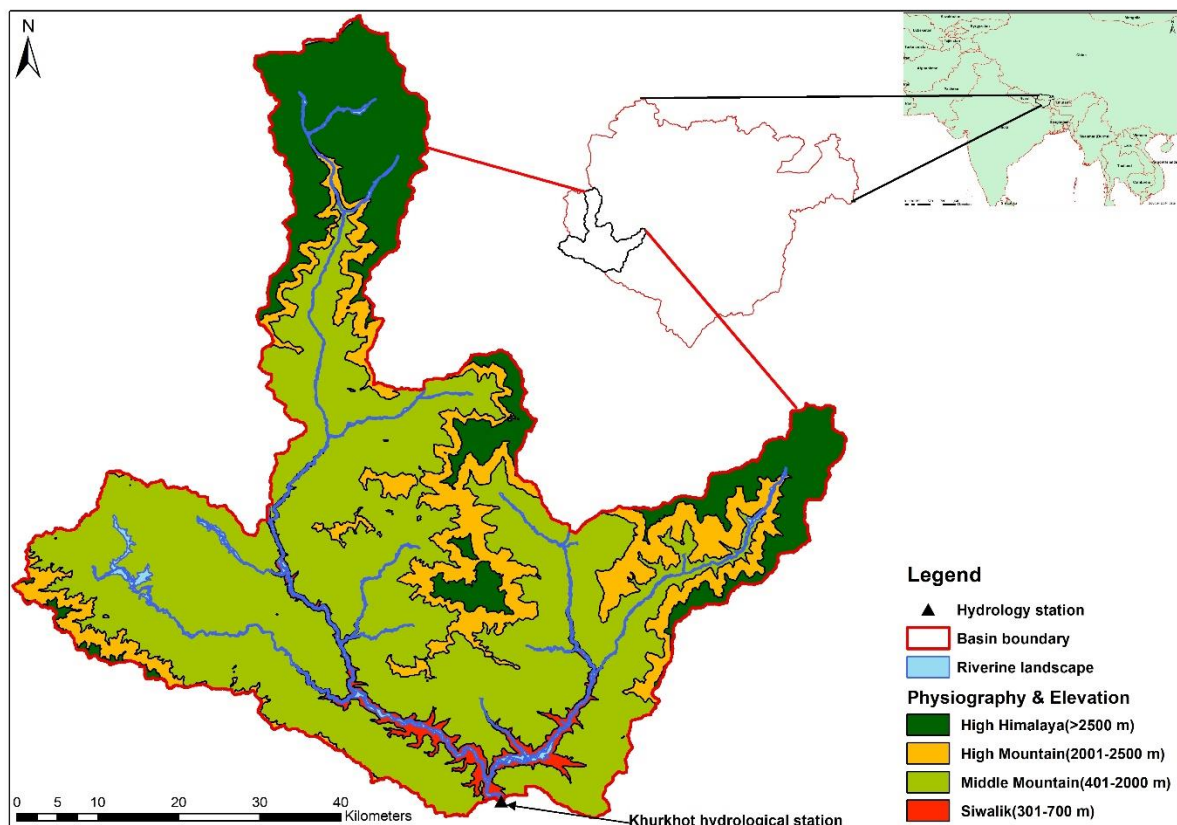 N
Legend
Hydrology station
Basin boundary
Riverine landscape
Physiography & Elevation
High Himalaya(>2500 m)
High Mountain(2001-2500 m)
Middle Mountain(401-2000 m)
Siwalik(301-700 m)
0 5 10 20 30 40
Kilometers
Khurkhot hydrological station